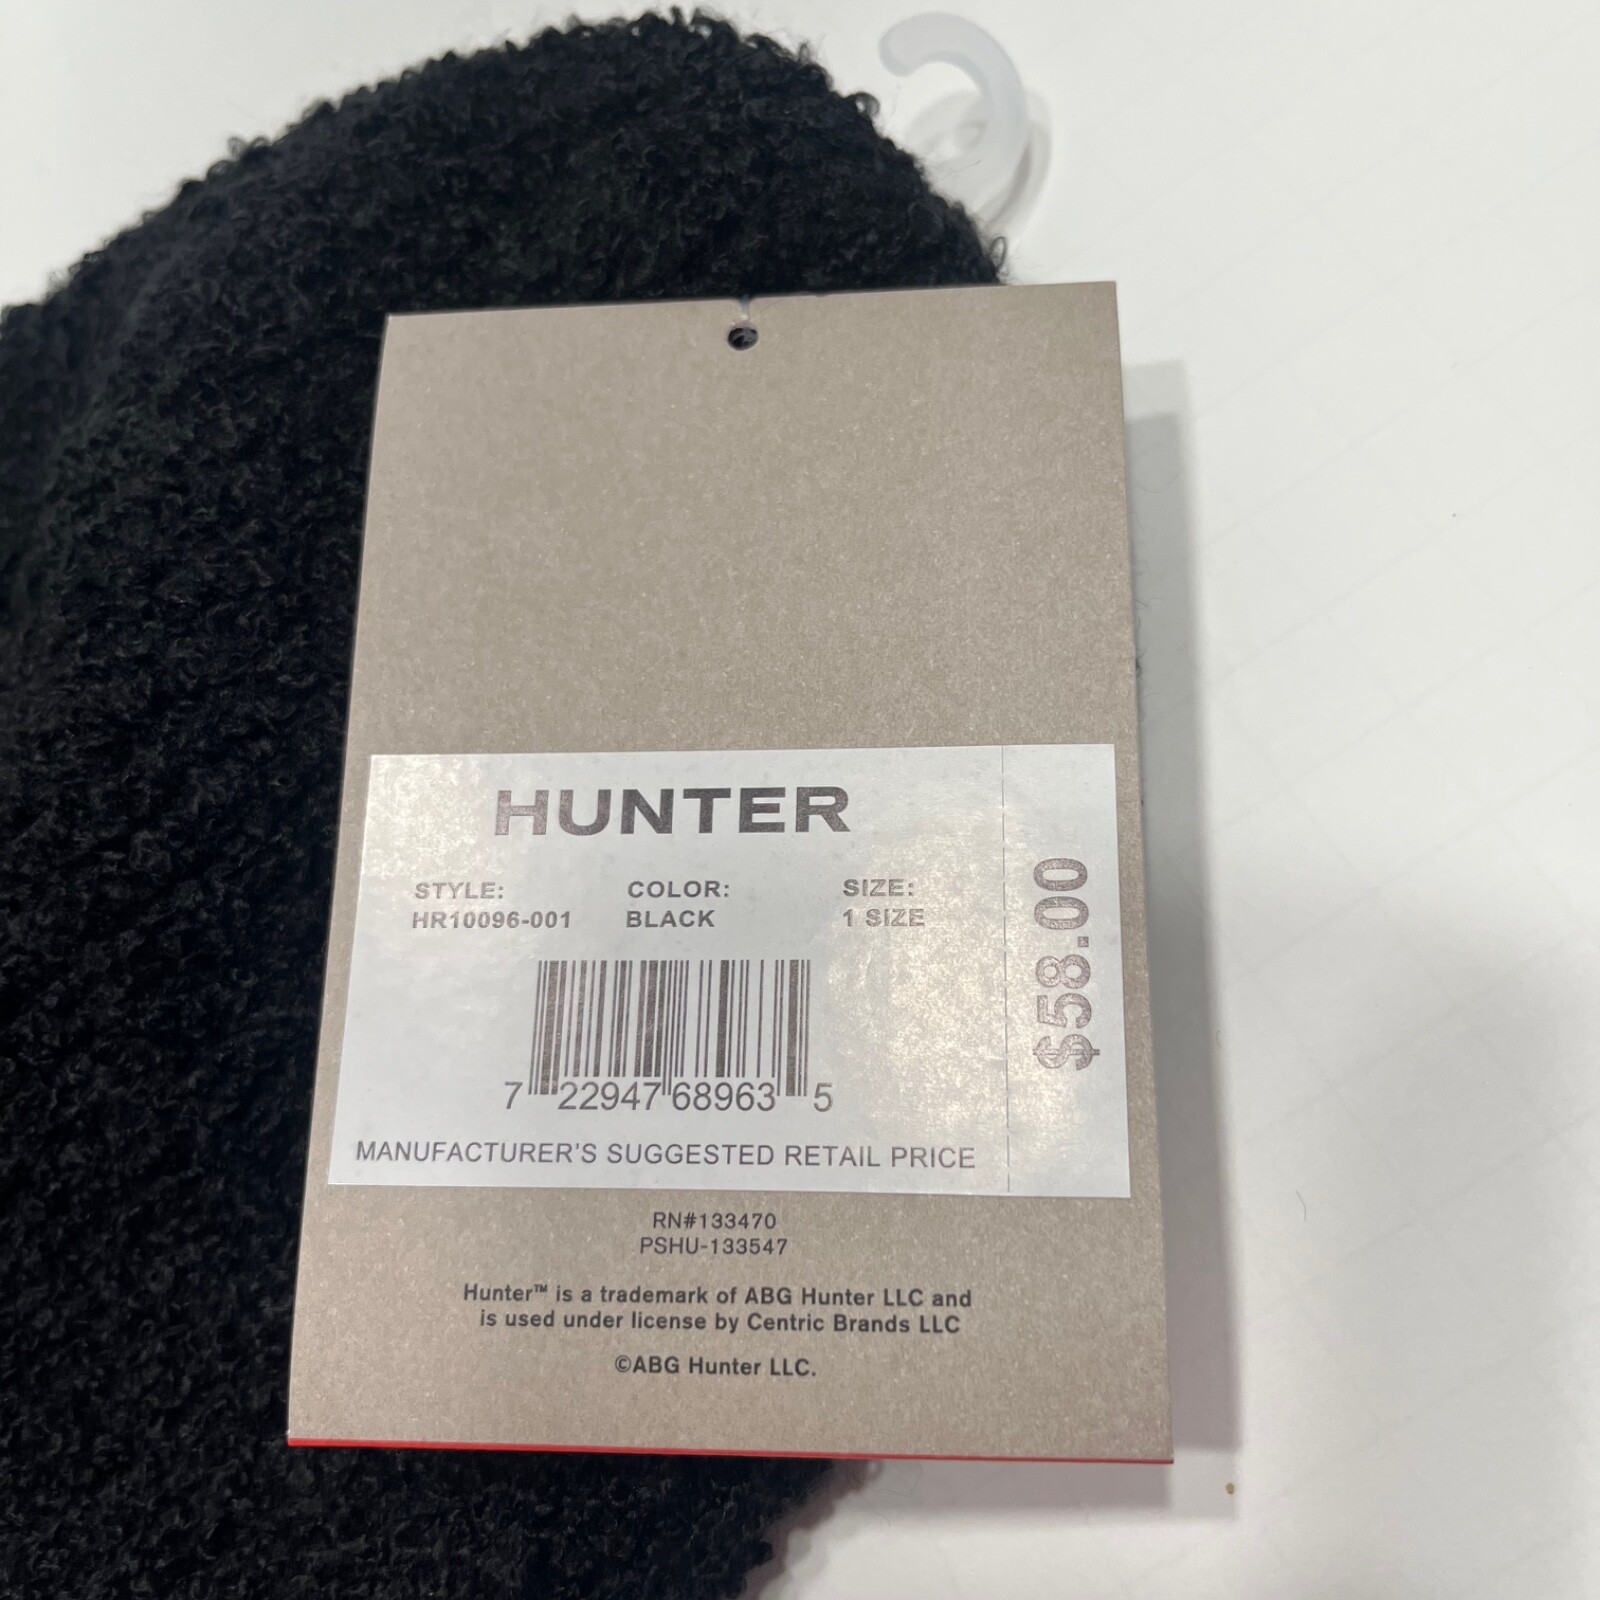 HUNTER
STYLE: COLOR: SIZE:
HR10096-001 BLACK 1 SIZE
$58.00
7 22947 68963 5
MANUFACTURER'S SUGGESTED RETAIL PRICE
RN#133470
PSHU-133547
Hunter™ is a trademark of ABG Hunter LLC and
is used under license by Centric Brands LLC
©ABG Hunter LLC.